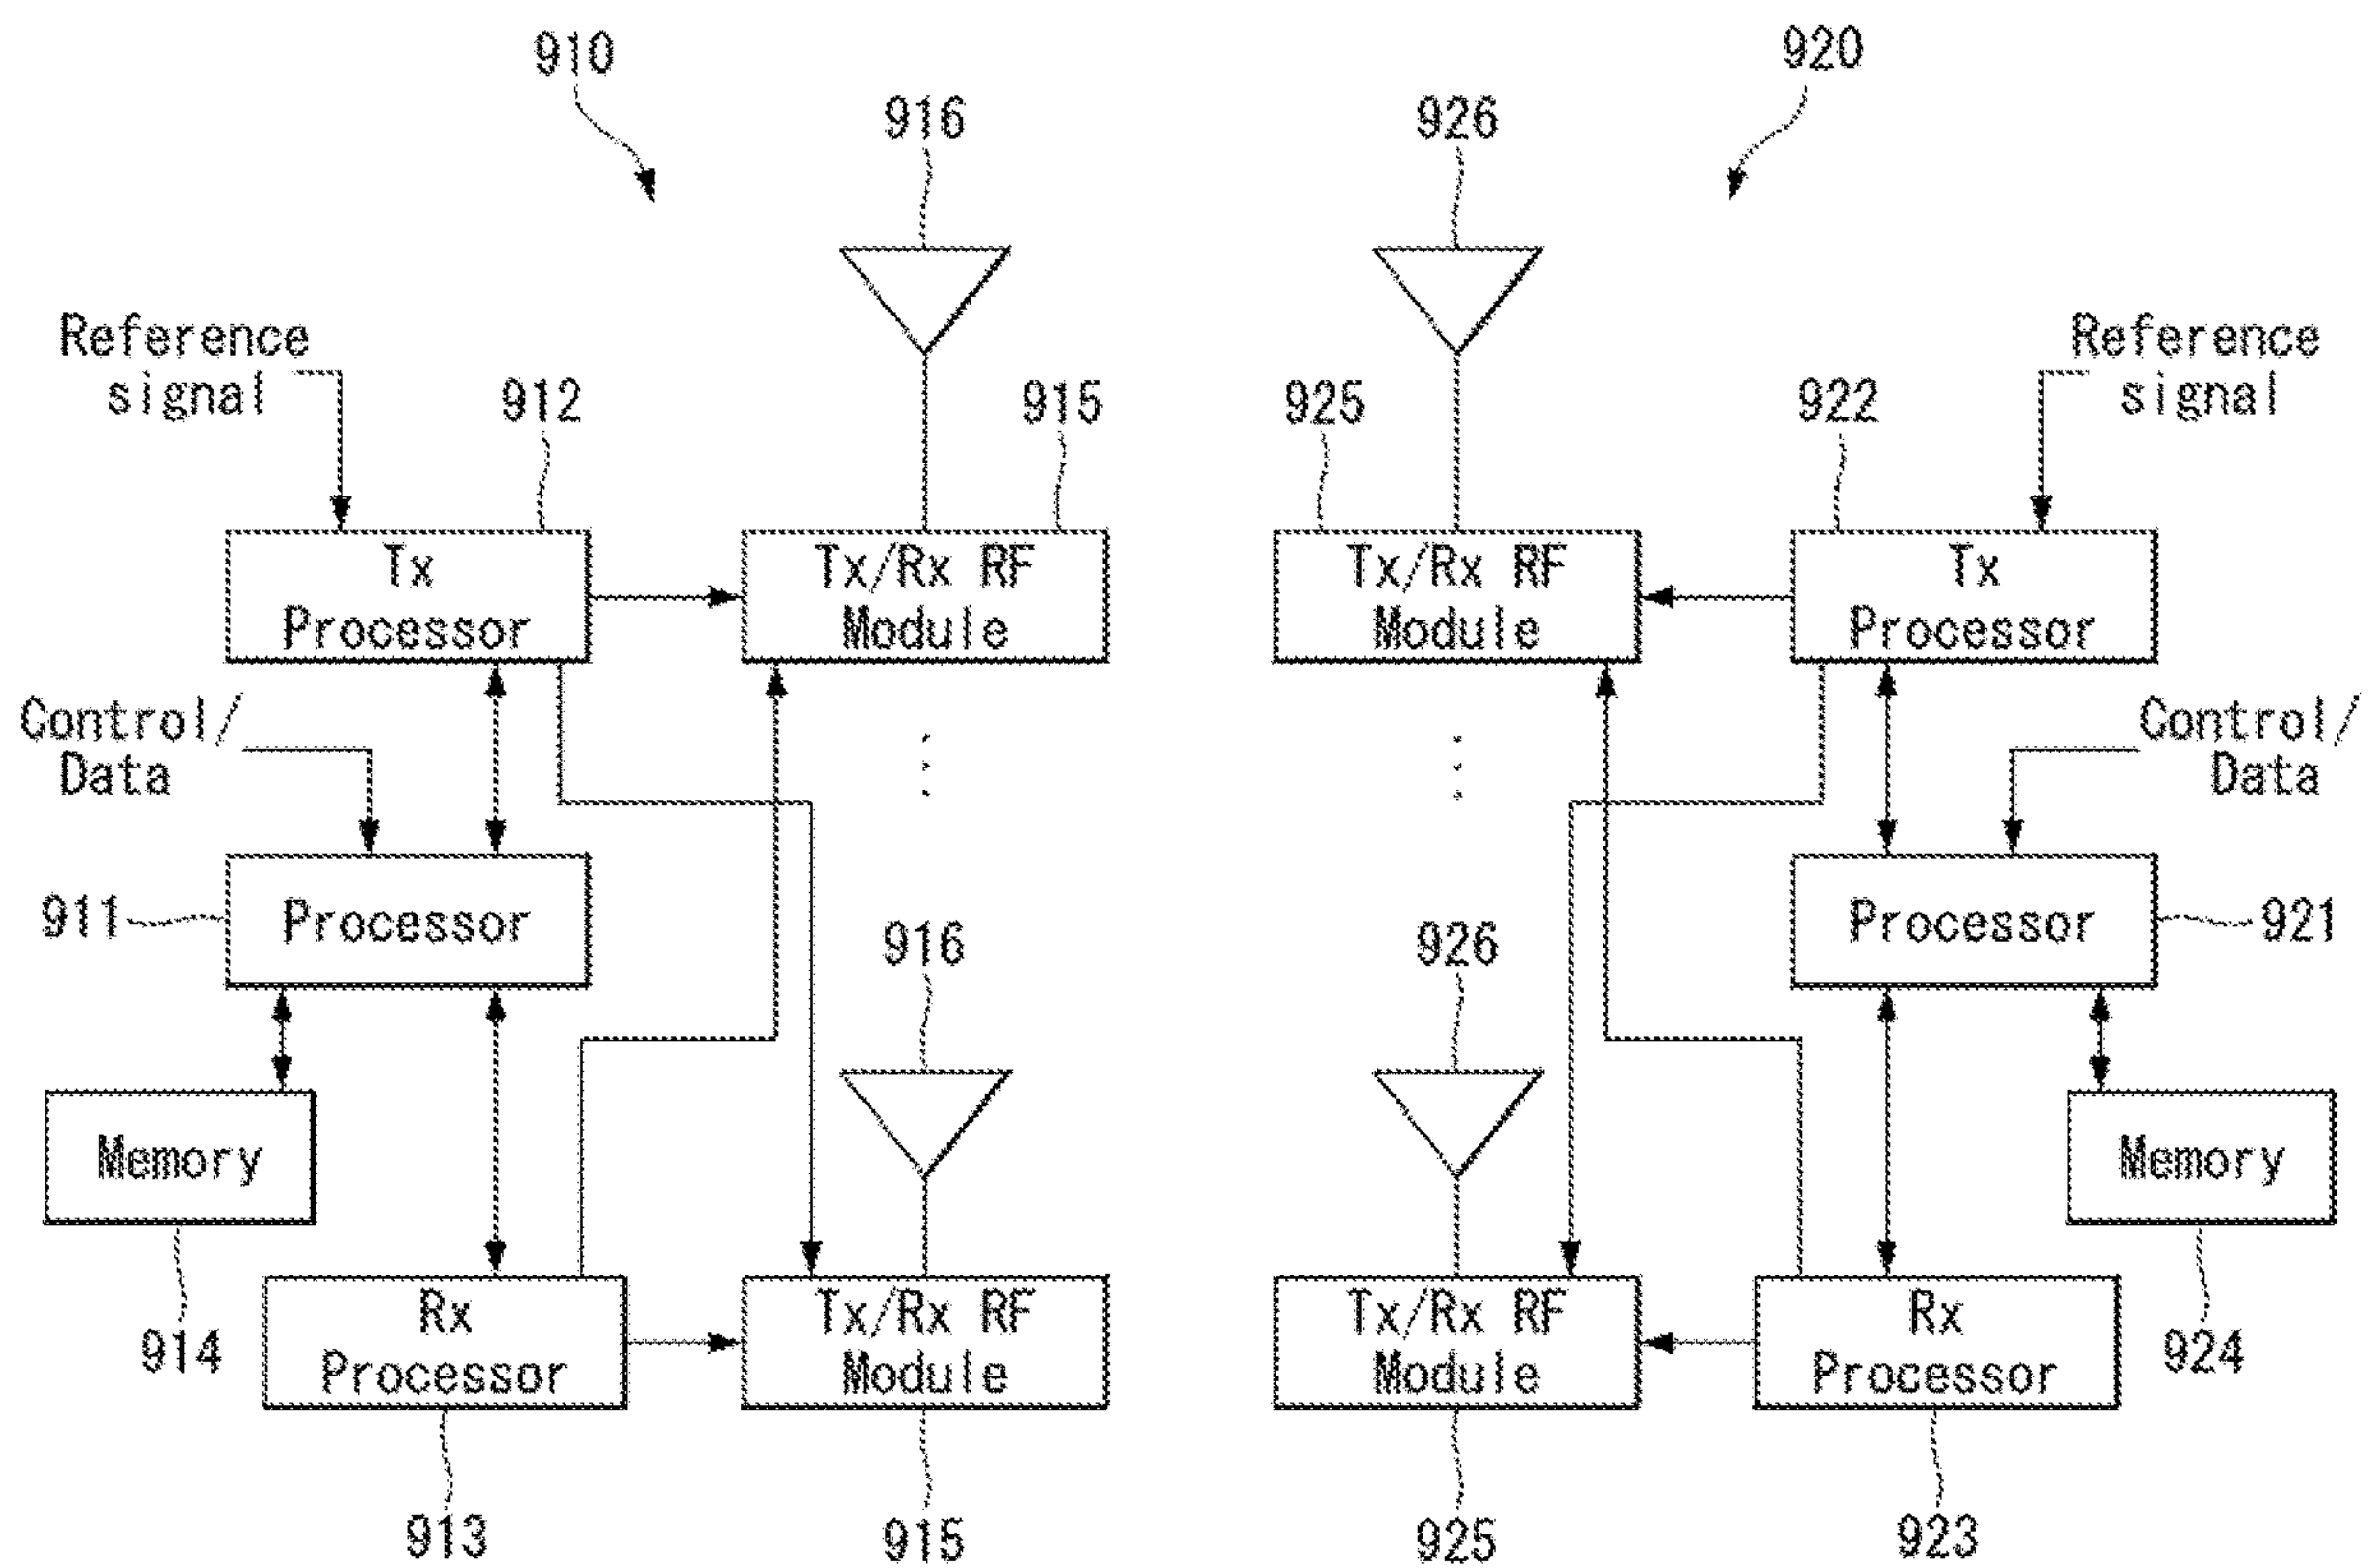 910
920
916
926
Reference
signal
Reference
signal
912
915
925
922
Tx
Processor
Tx/Rx RF
Module
Tx/Rx RF
Module
Tx
Processor
Control/
Data
Control/
Data
911
Processor
916
926
Processor
921
Memory
Memory
914
Rx
Processor
Tx/Rx RF
Module
Tx/Rx RF
Module
Rx
Processor
924
913
915
925
923